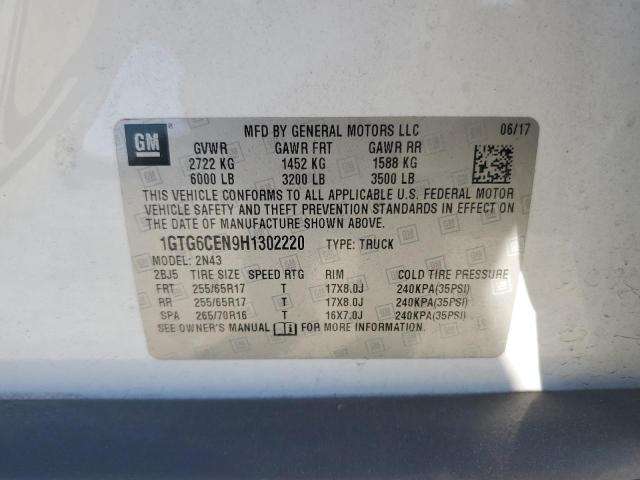 GM
MFD BY GENERAL MOTORS LLC 06/17
GVWR GAWR FRT GAWR RR
2722 KG 1452 KG 1588 KG
6000 LB 3200 LB 3500 LB
THIS VEHICLE CONFORMS TO ALL APPLICABLE U.S. FEDERAL MOTOR
VEHICLE SAFETY AND THEFT PREVENTION STANDARDS IN EFFECT ON
THE DATE OF MANUFACTURE SHOWN ABOVE.
1GTG6CEN9H1302220 TYPE: TRUCK
MODEL: 2N43
2BJ5 TIRE SIZE SPEED RTG RIM COLD TIRE PRESSURE
FRT 255/65R17 T 17X8.0J 240KPA(35PSI)
RR 255/65R17 T 17X8.0J 240KPA(35PSI)
SPA 265/70R16 T 16X7.0J 240KPA(35PSI)
SEE OWNER'S MANUAL FOR MORE INFORMATION.